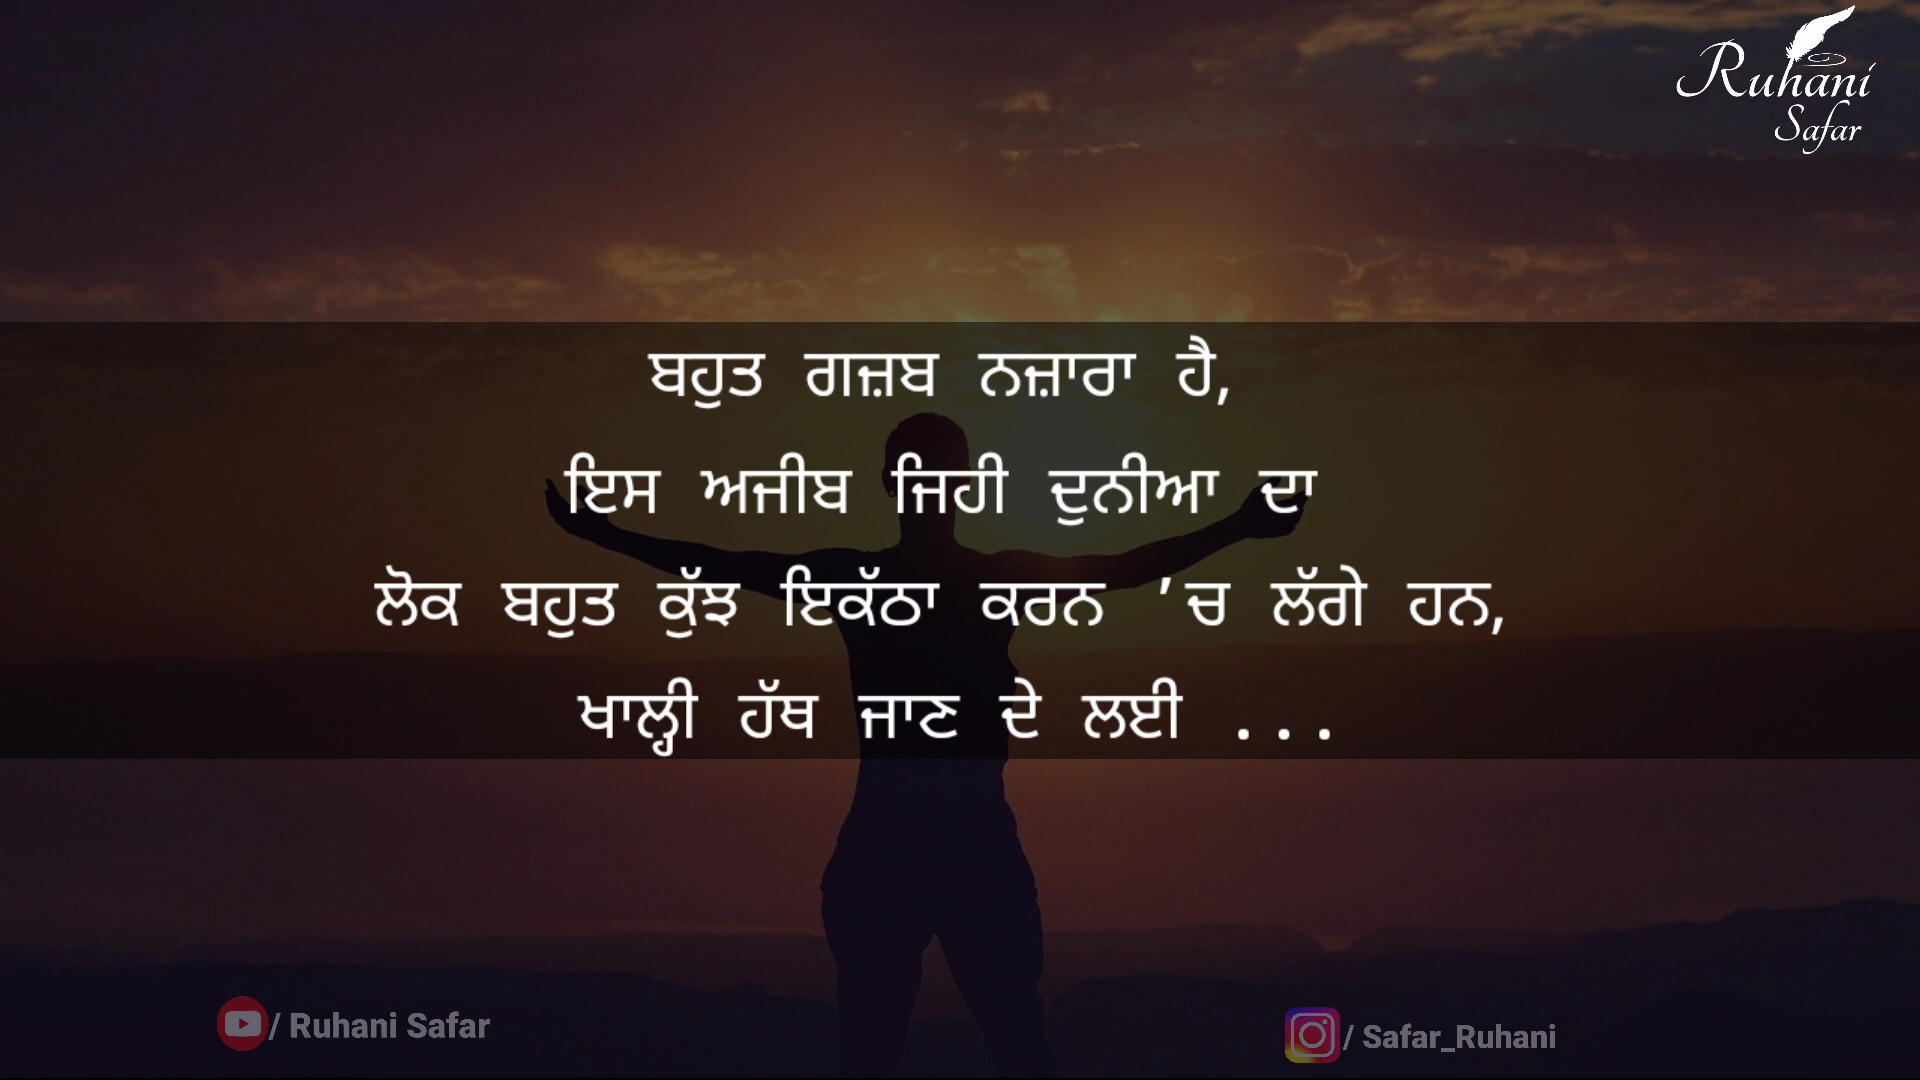 Ruhani
Safar
ਬਹੁਤ ਗਜ਼ਬ ਨਜ਼ਾਰਾ ਹੈ,
ਇਸ ਅਜੀਬ ਜਿਹੀ ਦੁਨੀਆ ਦਾ
ਲੋਕ ਬਹੁਤ ਕੁੱਝ ਇਕੱਠਾ ਕਰਨ ’ਚ ਲੱਗੇ ਹਨ,
ਖਾਲ੍ਹੀ ਹੱਥ ਜਾਣ ਦੇ ਲਈ ...
/ Ruhani Safar
/ Safar_Ruhani